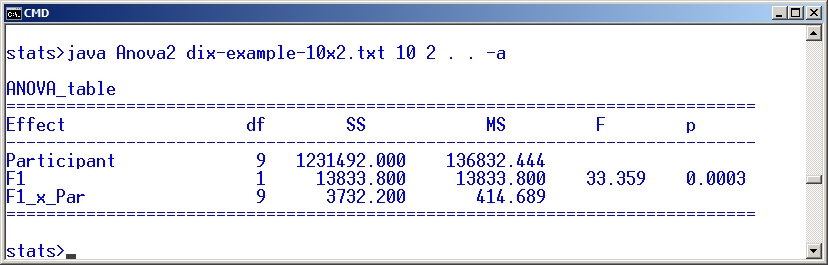 CMD
stats>java Anova2 dix-example-10x2.txt 10 2 . . -a
ANOVA_table
==========================================================================
Effect df SS MS F p
--------------------------------------------------------------------------
Participant 9 1231492.000 136832.444
F1 1 13833.800 13833.800 33.359 0.0003
F1_x_Par 9 3732.200 414.689
==========================================================================
stats>